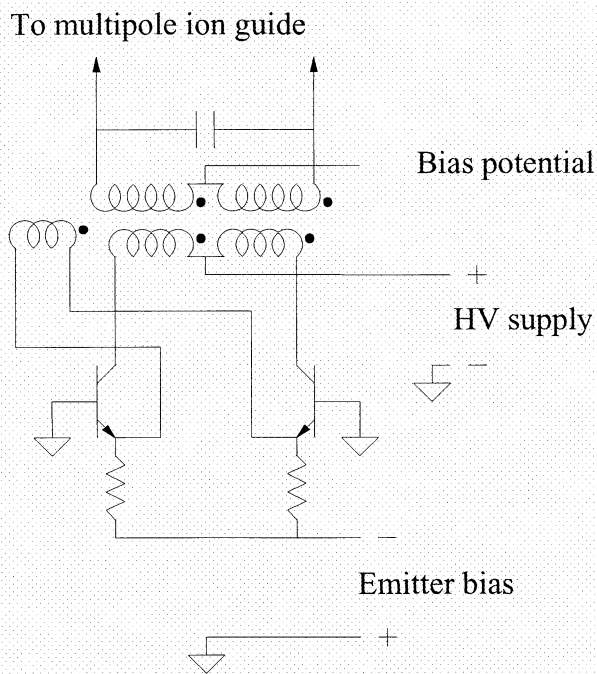 To multipole ion guide
Bias potential
+
HV supply
−
−
Emitter bias
+